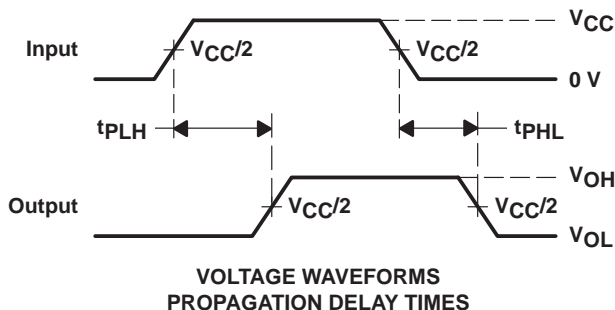 VCC
Input
VCC/2
VCC/2
0 V
tPLH
tPHL
VOH
Output
VCC/2
VCC/2
VOL
VOLTAGE WAVEFORMS
PROPAGATION DELAY TIMES